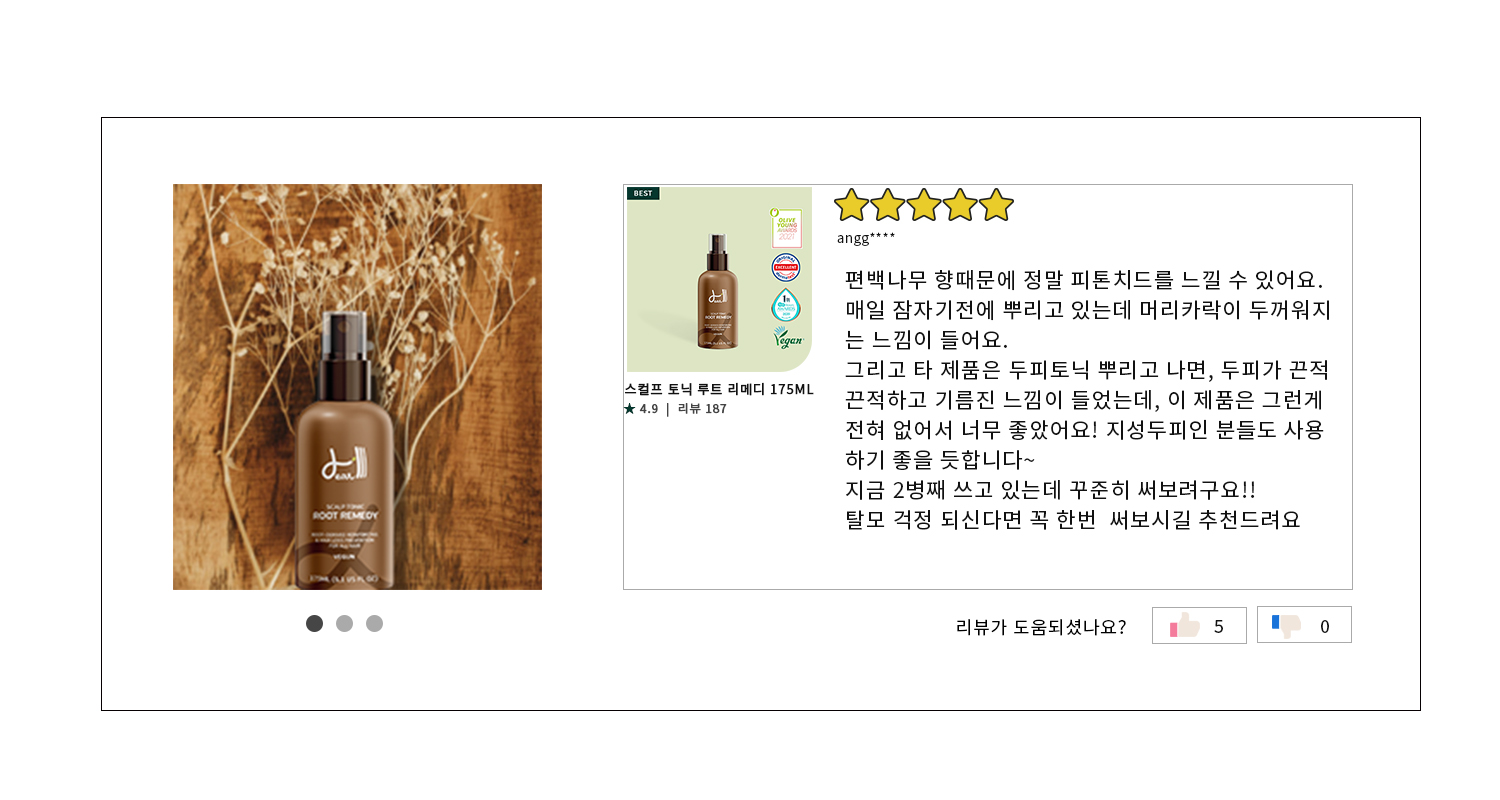 SCALP TONIC
ROOT REMEDY
VEGUN
BEST
OLIVE
YOUNG
AWARDS
2021
ORIGINAL
EXCELLENT
Vegan
ROOT REMEDY
스컬프 토닉 루트 리메디 175ML
4.9 | 리뷰 187
angg****
편백나무 향때문에 정말 피톤치드를 느낄 수 있어요.
매일 잠자기전에 뿌리고 있는데 머리카락이 두꺼워지
는 느낌이 들어요.
그리고 타 제품은 두피토닉 뿌리고 나면, 두피가 끈적
끈적하고 기름진 느낌이 들었는데, 이 제품은 그런게
전혀 없어서 너무 좋았어요! 지성두피인 분들도 사용
하기 좋을 듯합니다~
지금 2병째 쓰고 있는데 꾸준히 써보려구요!!
탈모 걱정 되신다면 꼭 한번 써보시길 추천드려요
리뷰가 도움되셨나요? 5 0